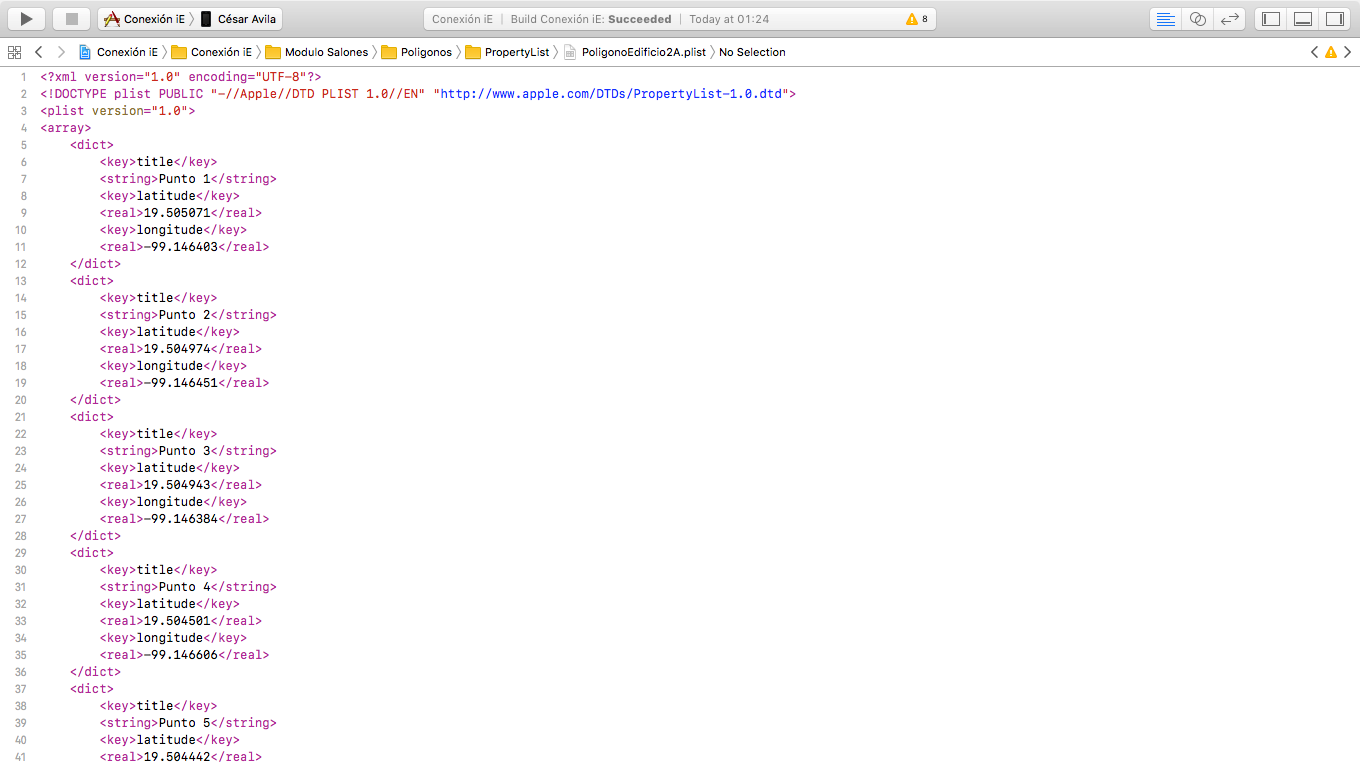 Conexión iE César Avila Conexión iE | Build Conexión iE: Succeeded | Today at 01:24 8
Conexión iE Conexión iE Modulo Salones Poligonos PropertyList PoligonoEdificio2A.plist No Selection
1 <?xml version="1.0" encoding="UTF-8"?>
2 <!DOCTYPE plist PUBLIC "-//Apple//DTD PLIST 1.0//EN" "http://www.apple.com/DTDs/PropertyList-1.0.dtd">
3 <plist version="1.0">
4 <array>
5 <dict>
6 <key>title</key>
7 <string>Punto 1</string>
8 <key>latitude</key>
9 <real>19.505071</real>
10 <key>longitude</key>
11 <real>-99.146403</real>
12 </dict>
13 <dict>
14 <key>title</key>
15 <string>Punto 2</string>
16 <key>latitude</key>
17 <real>19.504974</real>
18 <key>longitude</key>
19 <real>-99.146451</real>
20 </dict>
21 <dict>
22 <key>title</key>
23 <string>Punto 3</string>
24 <key>latitude</key>
25 <real>19.504943</real>
26 <key>longitude</key>
27 <real>-99.146384</real>
28 </dict>
29 <dict>
30 <key>title</key>
31 <string>Punto 4</string>
32 <key>latitude</key>
33 <real>19.504501</real>
34 <key>longitude</key>
35 <real>-99.146606</real>
36 </dict>
37 <dict>
38 <key>title</key>
39 <string>Punto 5</string>
40 <key>latitude</key>
41 <real>19.504442</real>